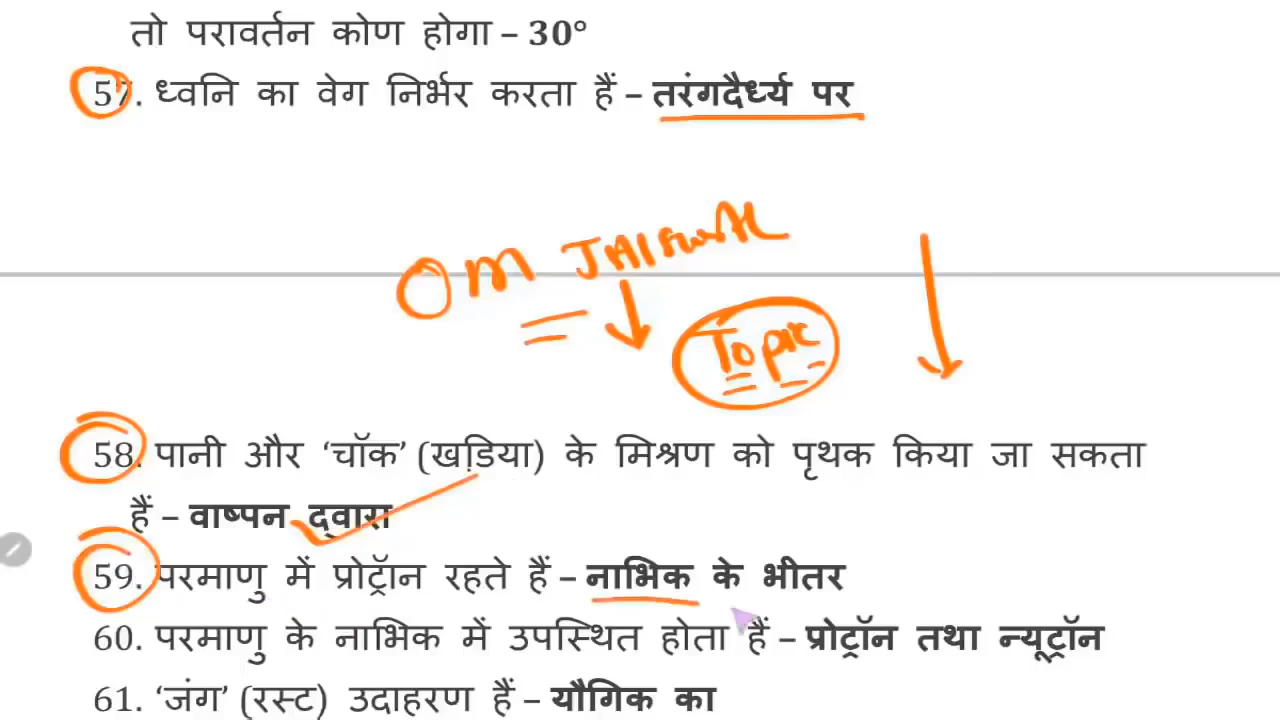 तो परावर्तन कोण होगा – 30°
57. ध्वनि का वेग निर्भर करता हैं – तरंगदैर्ध्य पर
OM
Topic
58. पानी और ‘चॉक’ (खड़िया) के मिश्रण को पृथक किया जा सकता
हैं – वाष्पन द्वारा
59. परमाणु में प्रोट्रॉन रहते हैं – नाभिक के भीतर
60. परमाणु के नाभिक में उपस्थित होता हैं – प्रोट्रॉन तथा न्यूट्रॉन
61. ‘जंग’ (रस्ट) उदाहरण हैं – यौगिक का